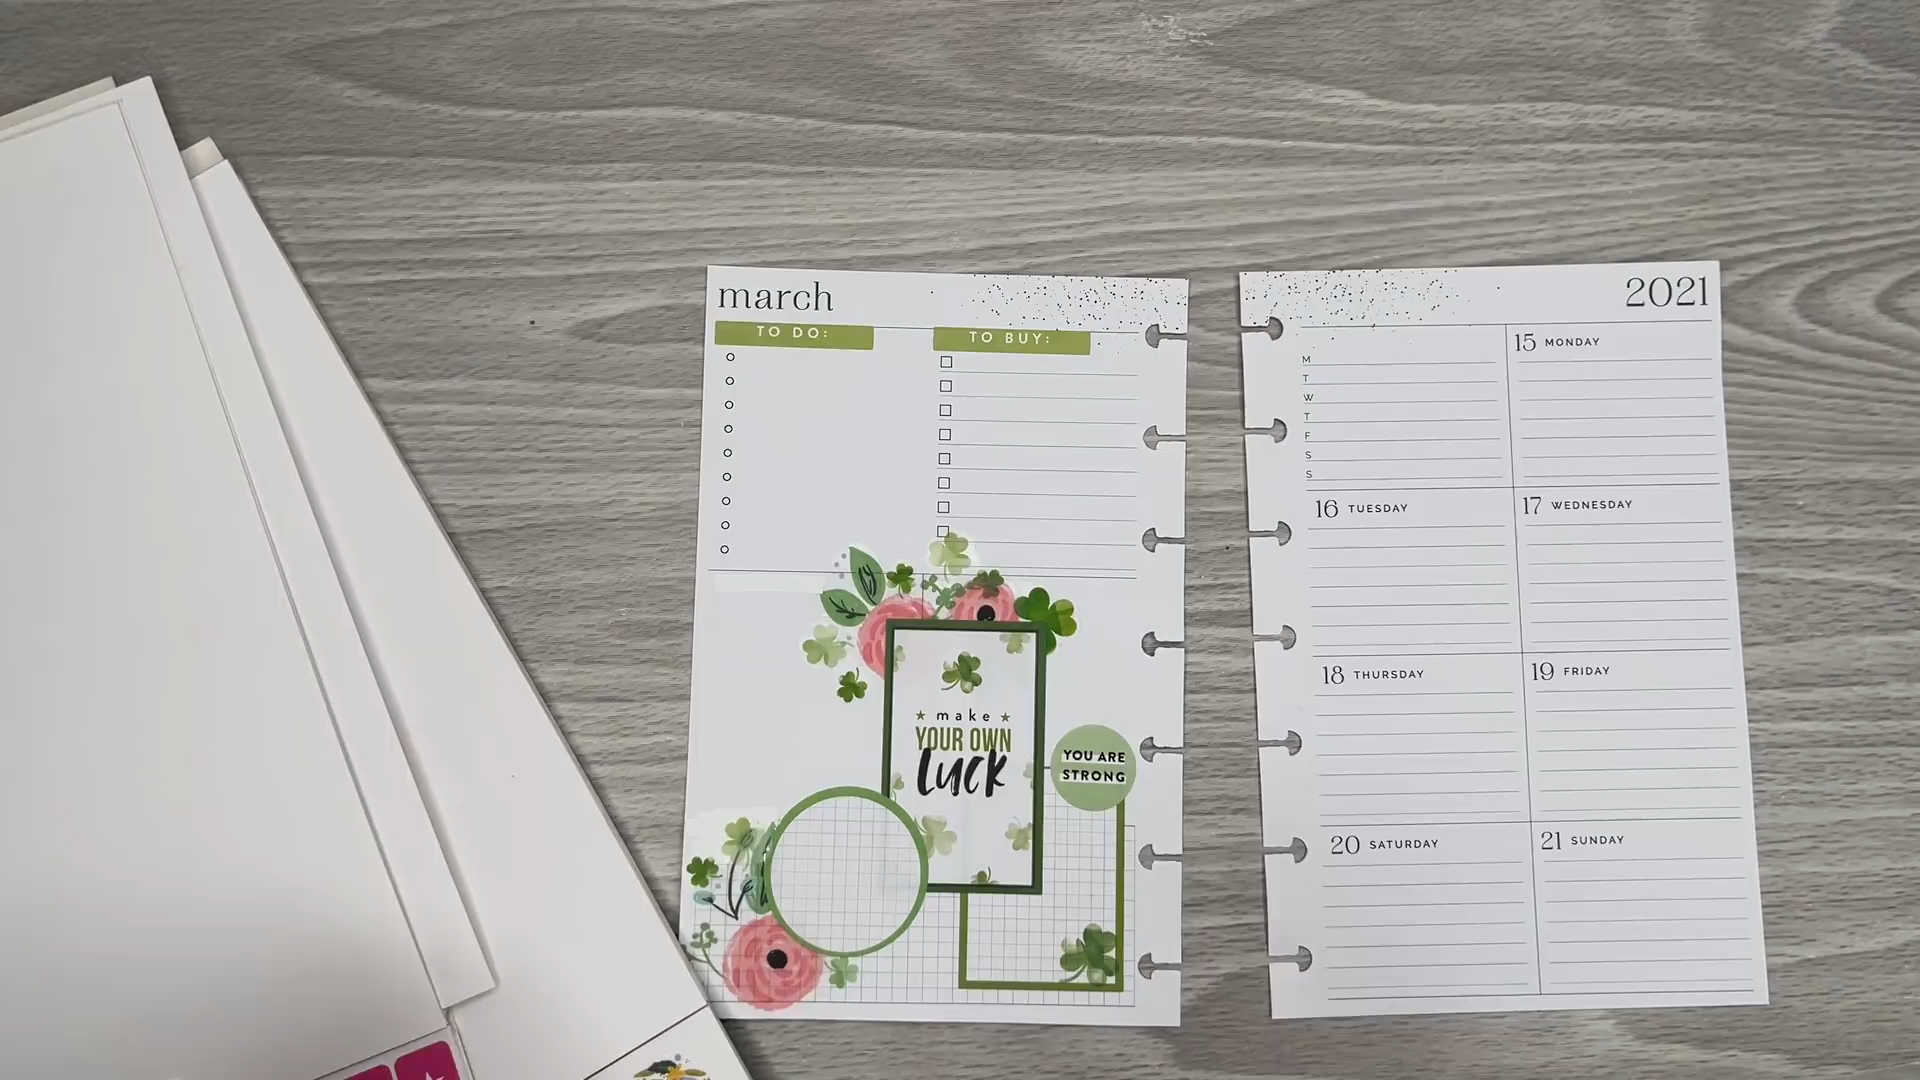 march
TO DO:
TO BUY:
make
YOUR OWN
Luck
YOU ARE
STRONG
2021
M
T
W
T
F
S
S
15 MONDAY
16 TUESDAY
17 WEDNESDAY
18 THURSDAY
19 FRIDAY
20 SATURDAY
21 SUNDAY